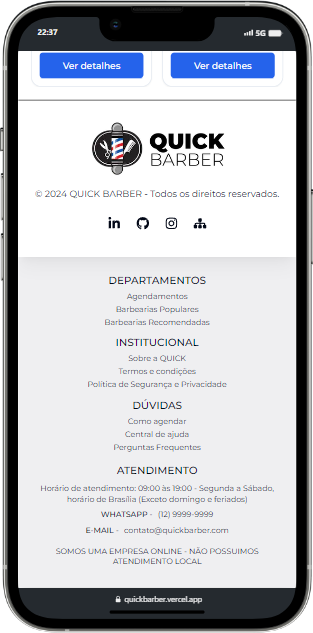 22:37
5G
Ver detalhes
Ver detalhes
QUICK
BARBER
© 2024 QUICK BARBER - Todos os direitos reservados.
DEPARTAMENTOS
Agendamentos
Barbearias Populares
Barbearias Recomendadas
INSTITUCIONAL
Sobre a QUICK
Termos e condições
Politica de Segurança e Privacidade
DÚVIDAS
Como agendar
Central de ajuda
Perguntas Frequentes
ATENDIMENTO
Horário de atendimento: 09:00 às 19:00 - Segunda a Sábado,
horário de Brasília (Exceto domingo e feriados)
WHATSAPP - (12) 9999-9999
E-MAIL - contato@quickbarber.com
SOMOS UMA EMPRESA ONLINE - NÃO POSSUIMOS
ATENDIMENTO LOCAL
quickbarber.vercel.app